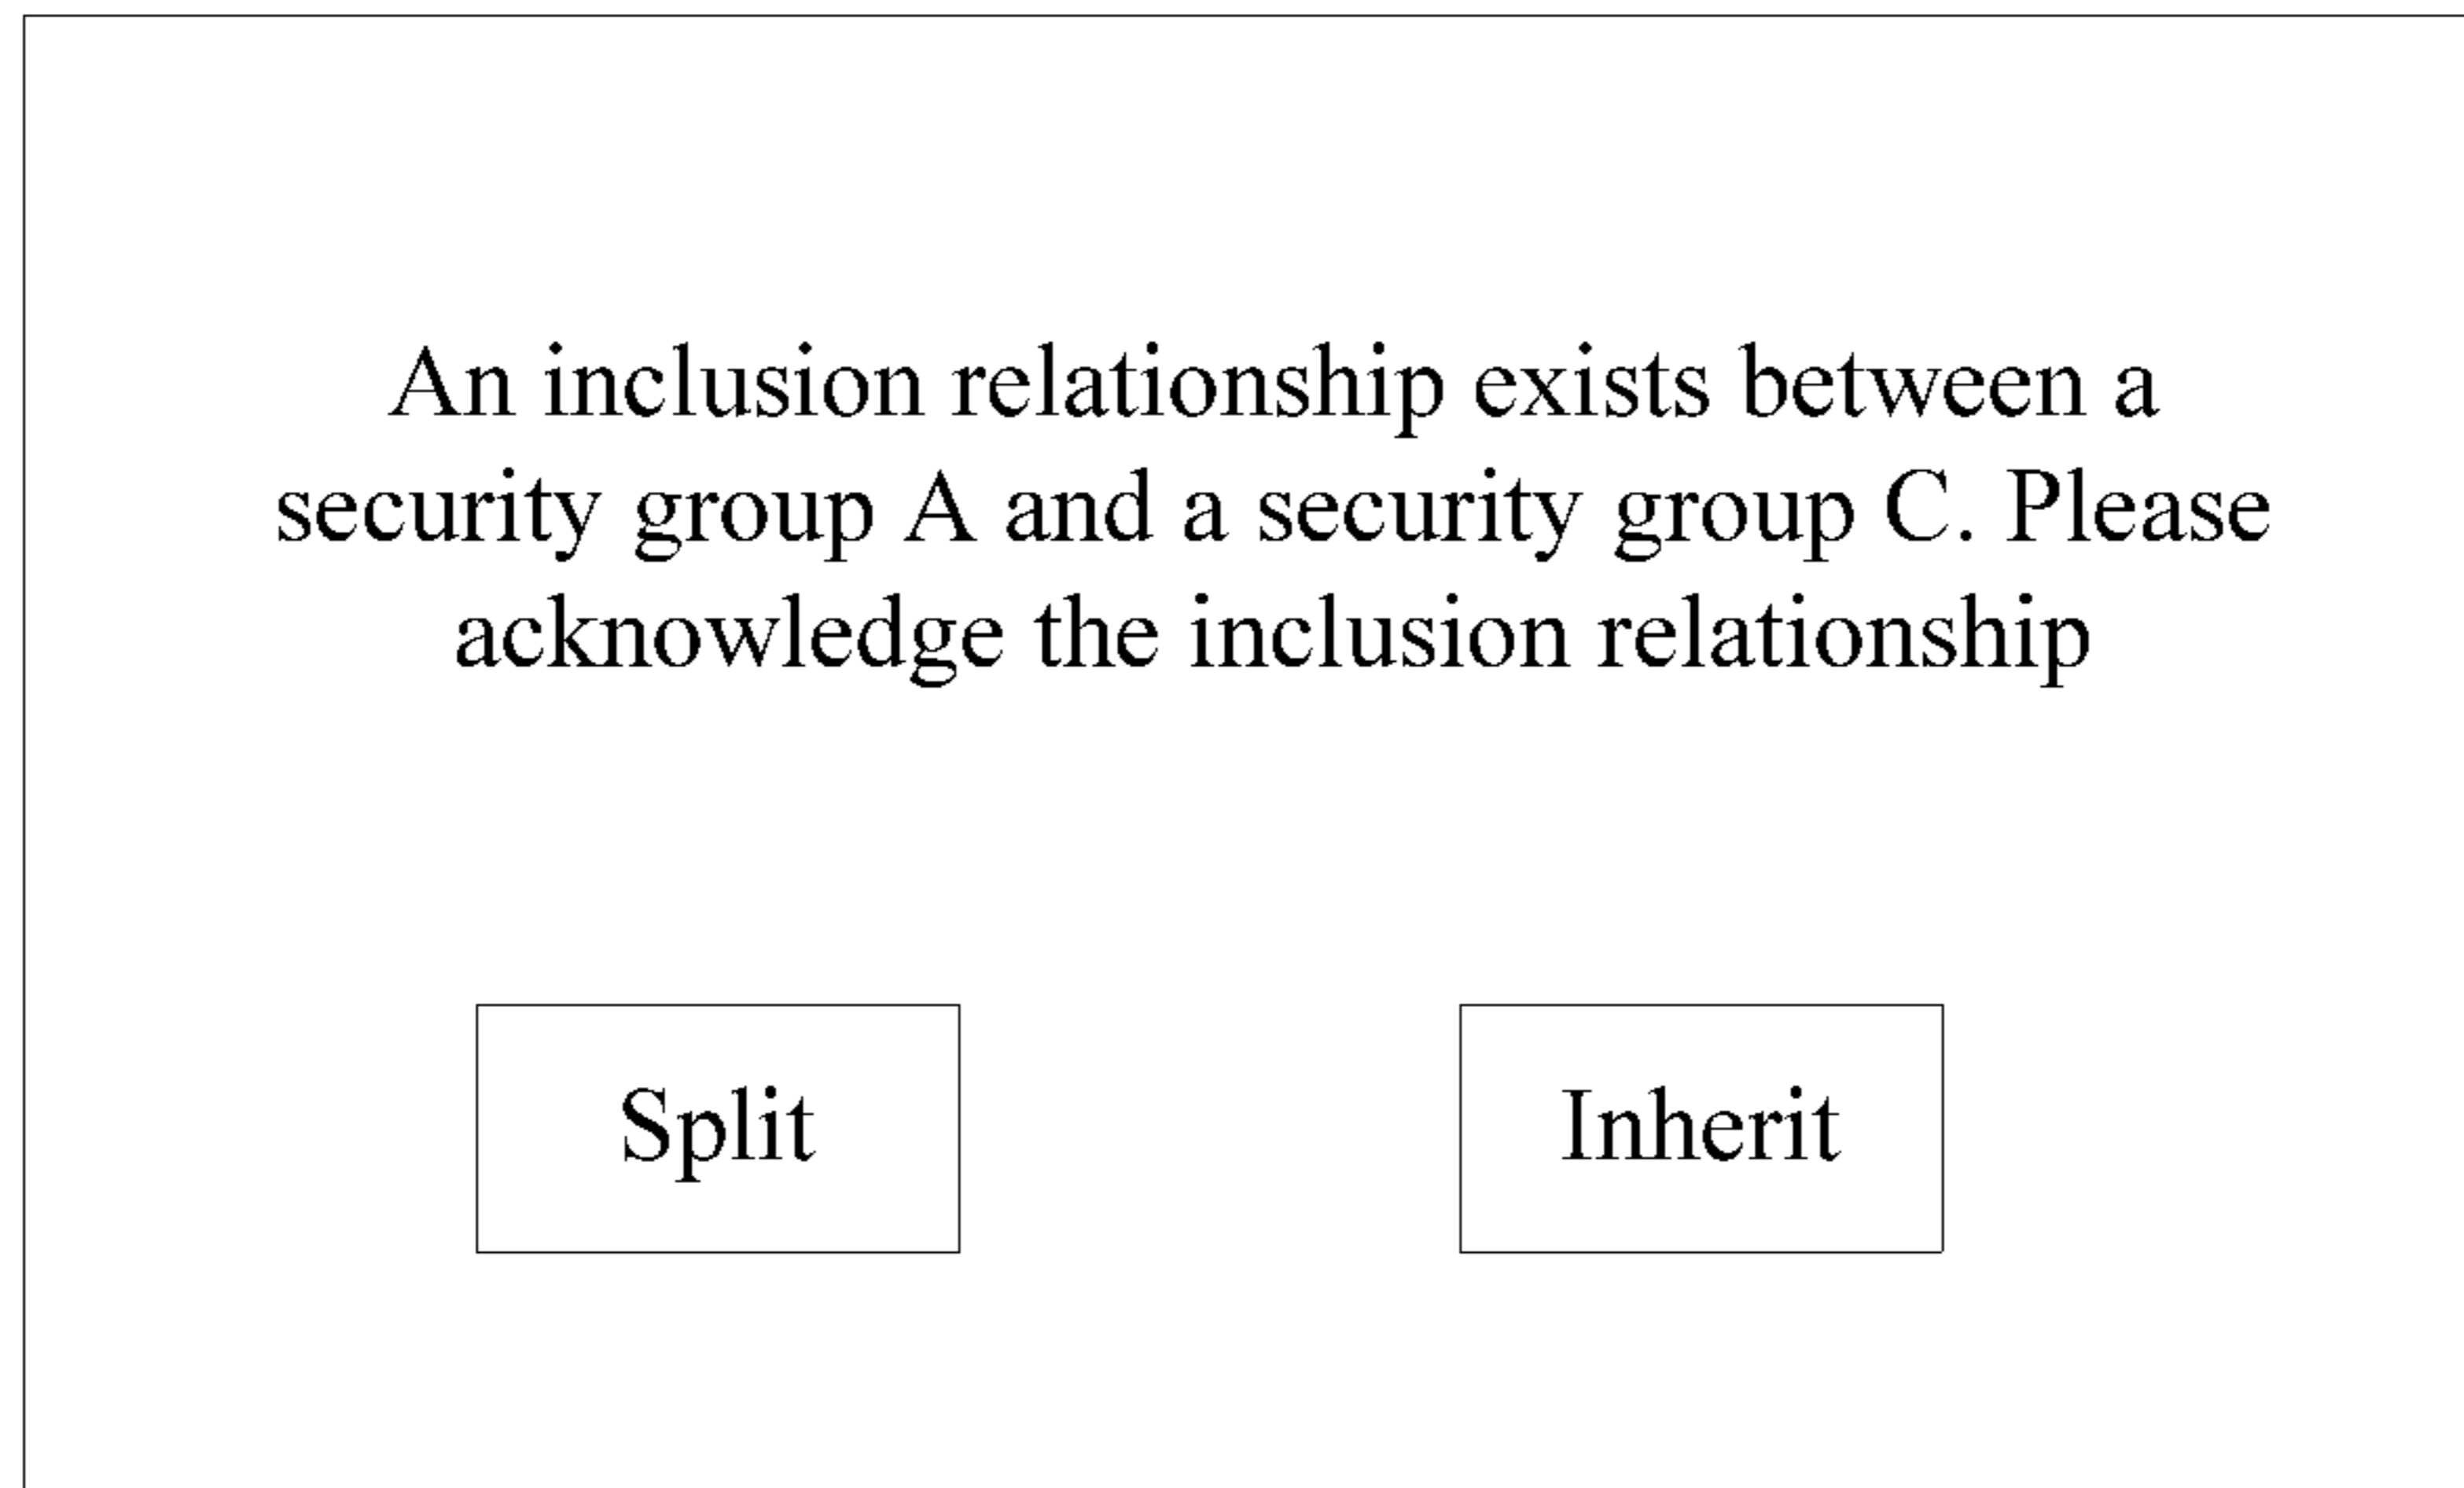 An inclusion relationship exists between a
security group A and a security group C. Please
acknowledge the inclusion relationship
Split
Inherit